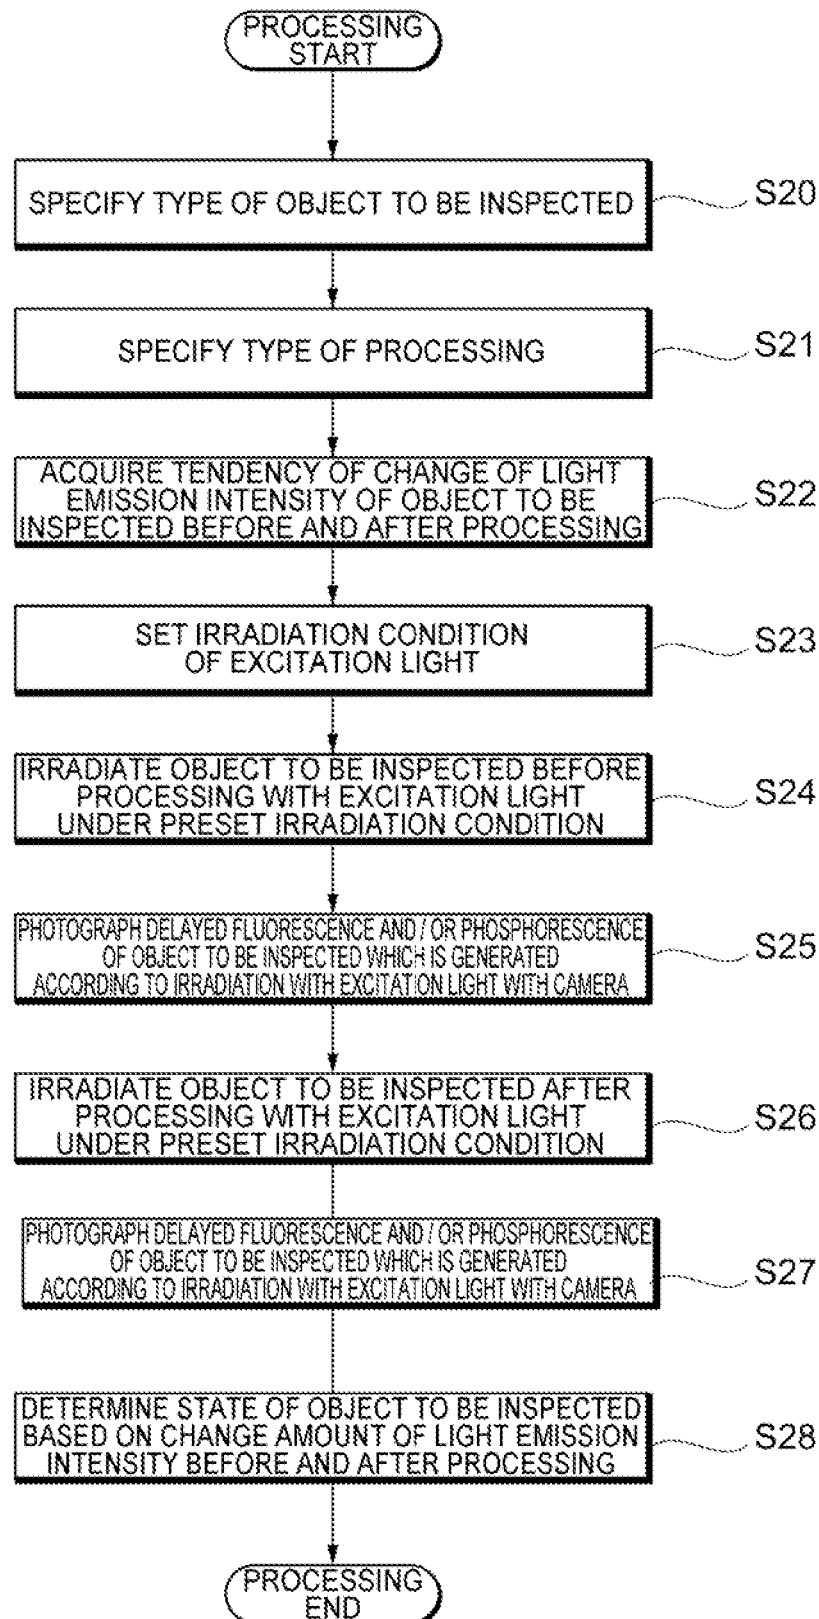 PROCESSING
START
SPECIFY TYPE OF OBJECT TO BE INSPECTED
S20
SPECIFY TYPE OF PROCESSING
S21
ACQUIRE TENDENCY OF CHANGE OF LIGHT
EMISSION INTENSITY OF OBJECT TO BE
INSPECTED BEFORE AND AFTER PROCESSING
S22
SET IRRADIATION CONDITION
OF EXCITATION LIGHT
S23
IRRADIATE OBJECT TO BE INSPECTED BEFORE
PROCESSING WITH EXCITATION LIGHT
UNDER PRESET IRRADIATION CONDITION
S24
PHOTOGRAPH DELAYED FLUORESCENCE AND / OR PHOSPHORESCENCE
OF OBJECT TO BE INSPECTED WHICH IS GENERATED
ACCORDING TO IRRADIATION WITH EXCITATION LIGHT WITH CAMERA
S25
IRRADIATE OBJECT TO BE INSPECTED AFTER
PROCESSING WITH EXCITATION LIGHT
UNDER PRESET IRRADIATION CONDITION
S26
PHOTOGRAPH DELAYED FLUORESCENCE AND / OR PHOSPHORESCENCE
OF OBJECT TO BE INSPECTED WHICH IS GENERATED
ACCORDING TO IRRADIATION WITH EXCITATION LIGHT WITH CAMERA
S27
DETERMINE STATE OF OBJECT TO BE INSPECTED
BASED ON CHANGE AMOUNT OF LIGHT EMISSION
INTENSITY BEFORE AND AFTER PROCESSING
S28
PROCESSING
END